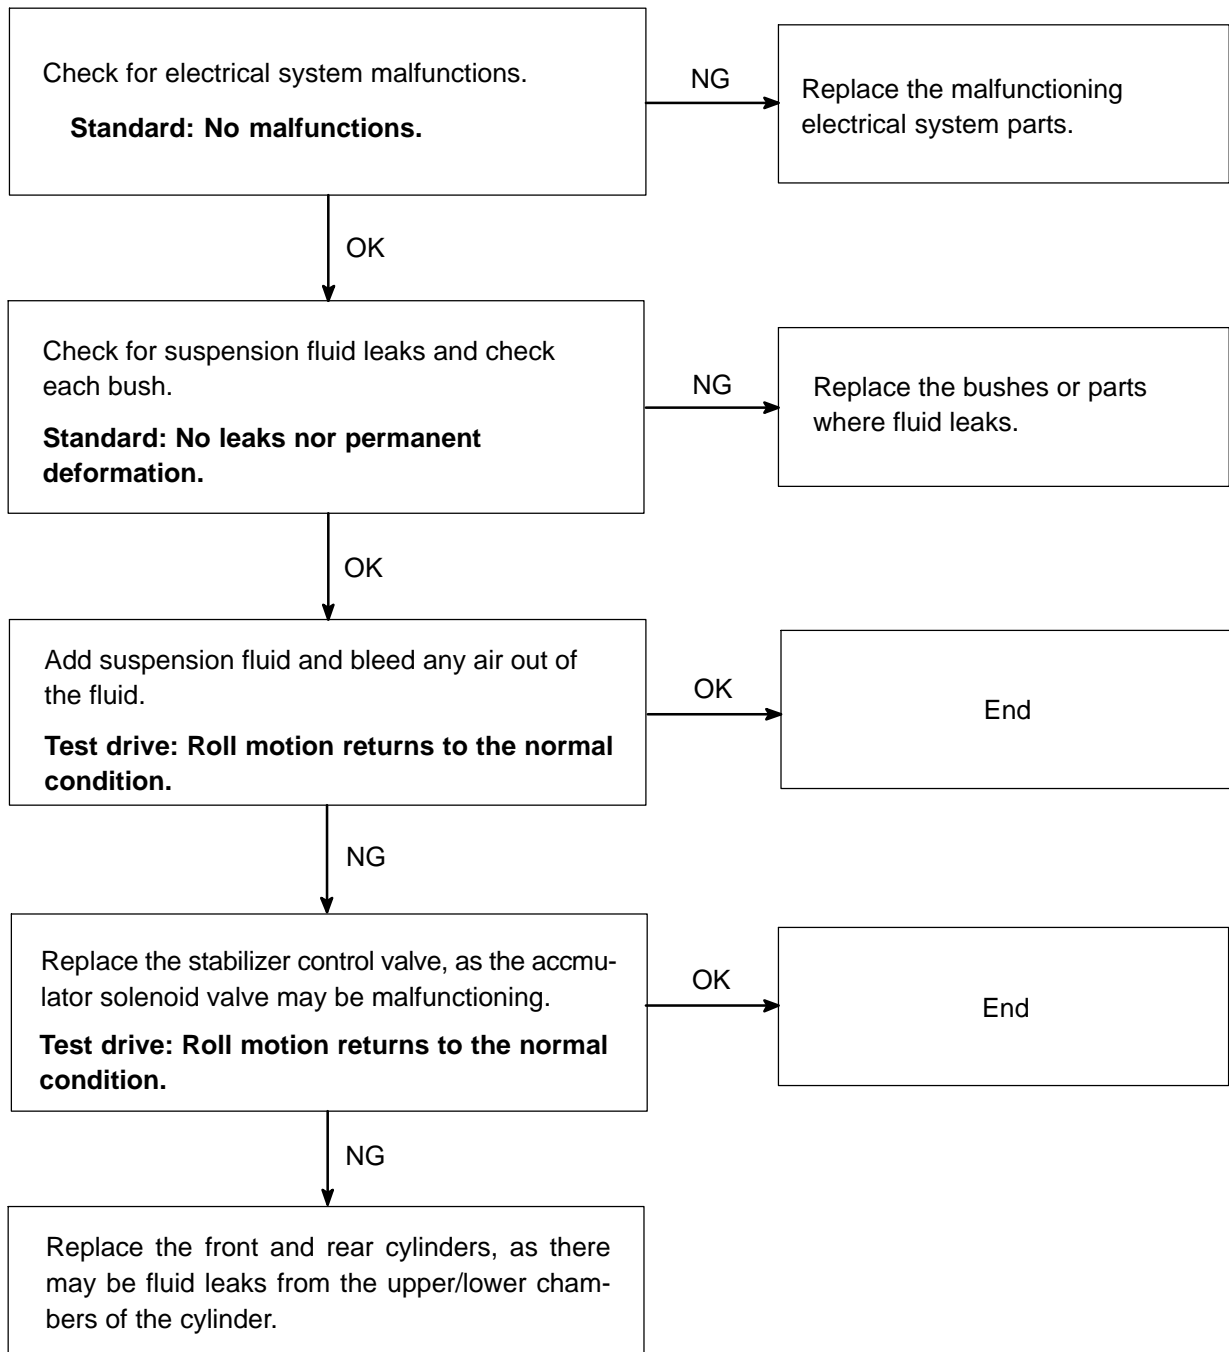 Check for electrical system malfunctions.
Standard: No malfunctions.
NG
Replace the malfunctioning
electrical system parts.
OK
Check for suspension fluid leaks and check
each bush.
Standard: No leaks nor permanent
deformation.
NG
Replace the bushes or parts
where fluid leaks.
OK
Add suspension fluid and bleed any air out of
the fluid.
Test drive: Roll motion returns to the normal
condition.
OK
End
NG
Replace the stabilizer control valve, as the accmu-
lator solenoid valve may be malfunctioning.
Test drive: Roll motion returns to the normal
condition.
OK
End
NG
Replace the front and rear cylinders, as there
may be fluid leaks from the upper/lower cham-
bers of the cylinder.